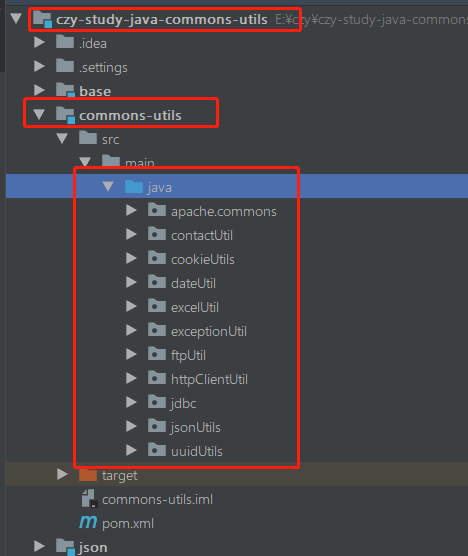 czy-study-java-commons-utils E:¥czy¥czy-study-java-commons
.idea
.settings
base
commons-utils
src
main
java
apache.commons
contactUtil
cookieUtils
dateUtil
excelUtil
exceptionUtil
ftpUtil
httpClientUtil
jdbc
jsonUtils
uuidUtils
target
commons-utils.iml
pom.xml
json